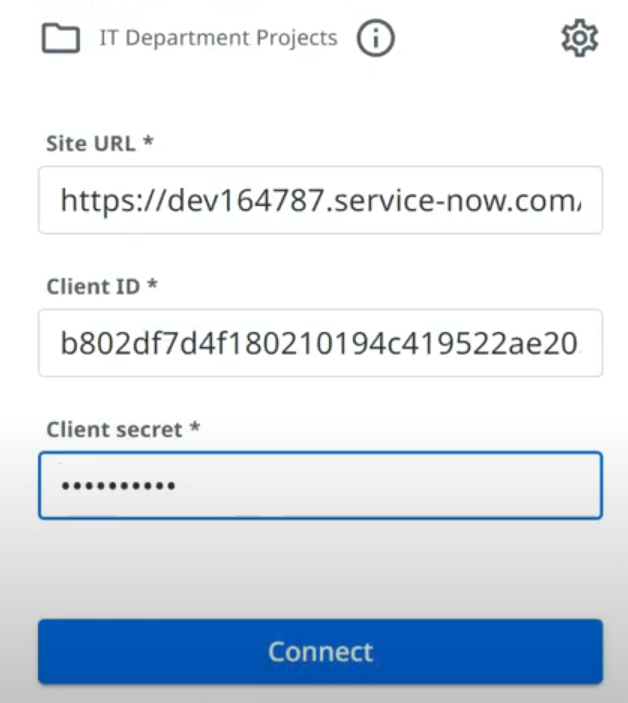 IT Department Projects
Site URL *
https://dev164787.service-now.com/
Client ID *
b802df7d4f180210194c419522ae20
Client secret *
••••••••••
Connect